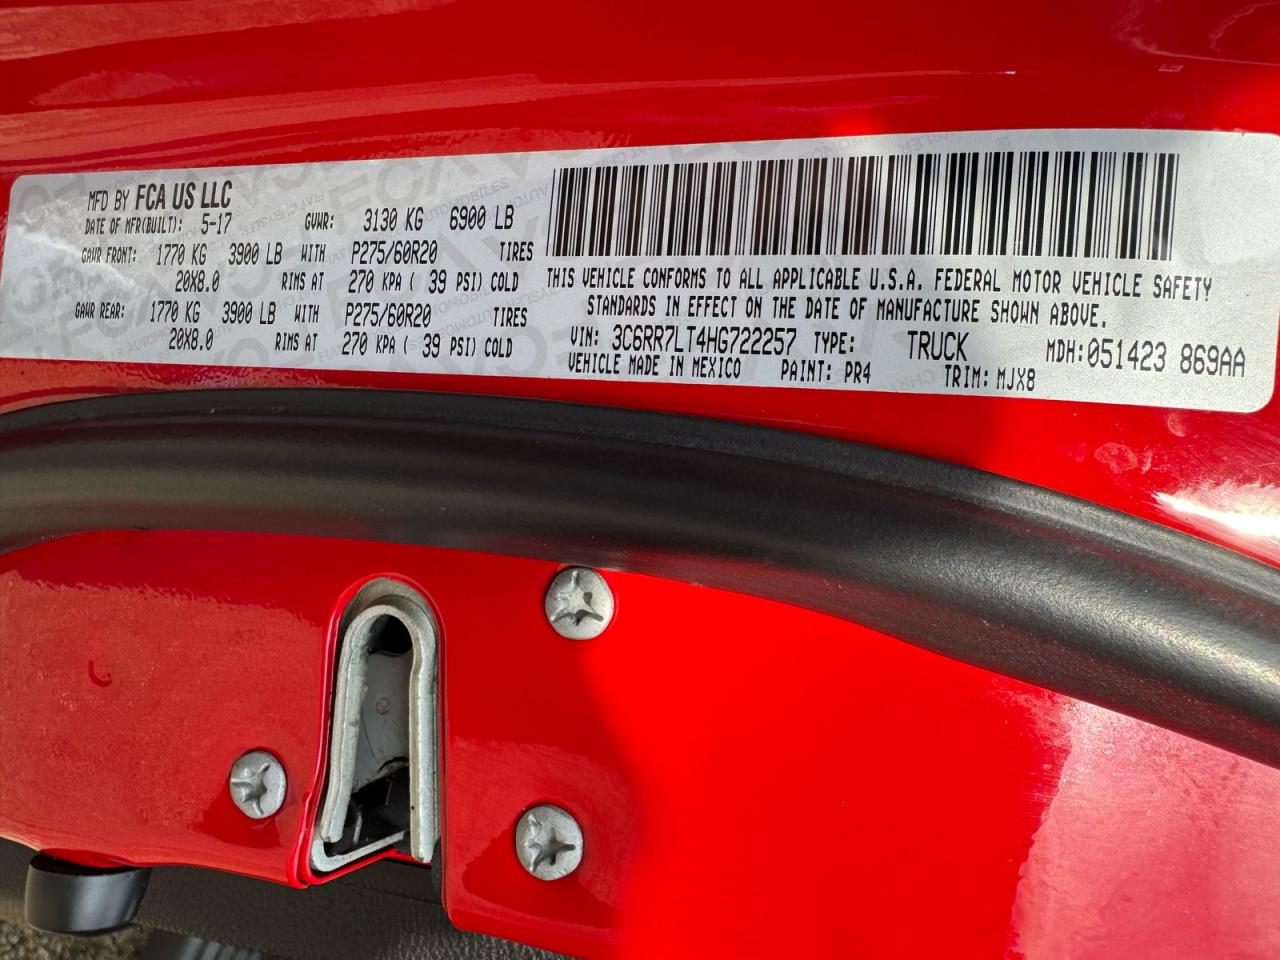 MFD BY FCA US LLC
DATE OF MFR(BUILT): 5-17 GVWR: 3130 KG 6900 LB
GAWR FRONT: 1770 KG 3900 LB WITH P275/60R20 TIRES
20X8.0 RIMS AT 270 KPA ( 39 PSI) COLD
GAWR REAR: 1770 KG 3900 LB WITH P275/60R20 TIRES
20X8.0 RIMS AT 270 KPA ( 39 PSI) COLD
THIS VEHICLE CONFORMS TO ALL APPLICABLE U.S.A. FEDERAL MOTOR VEHICLE SAFETY
STANDARDS IN EFFECT ON THE DATE OF MANUFACTURE SHOWN ABOVE.
VIN: 3C6RR7LT4HG722257 TYPE: TRUCK MDH:051423 869AA
VEHICLE MADE IN MEXICO PAINT: PR4 TRIM: MJX8